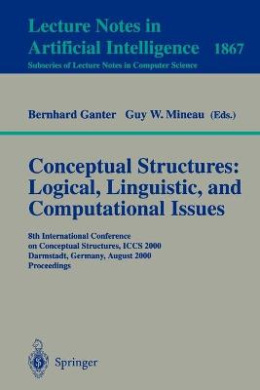 Lecture Notes in
Artificial Intelligence 1867
Subseries of Lecture Notes in Computer Science
Bernhard Ganter Guy W. Mineau (Eds.)
Conceptual Structures:
Logical, Linguistic, and
Computational Issues
8th International Conference
on Conceptual Structures, ICCS 2000
Darmstadt, Germany, August 2000
Proceedings
Springer